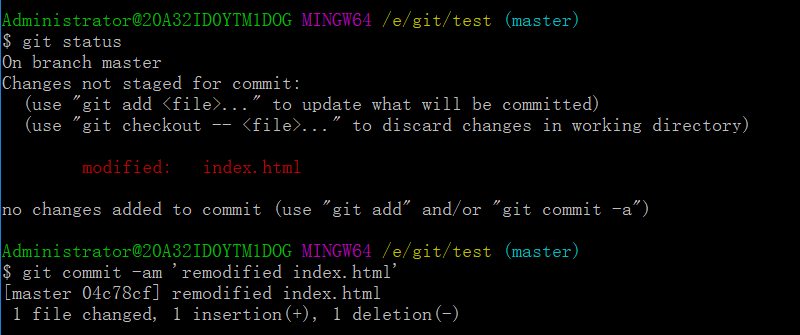 Administrator@20A32IDOYTM1DOG MINGW64 /e/git/test (master)
$ git status
On branch master
Changes not staged for commit:
  (use "git add <file>..." to update what will be committed)
  (use "git checkout -- <file>..." to discard changes in working directory)
        modified:   index.html
no changes added to commit (use "git add" and/or "git commit -a")
Administrator@20A32IDOYTM1DOG MINGW64 /e/git/test (master)
$ git commit -am 'remodified index.html'
[master 04c78cf] remodified index.html
 1 file changed, 1 insertion(+), 1 deletion(-)